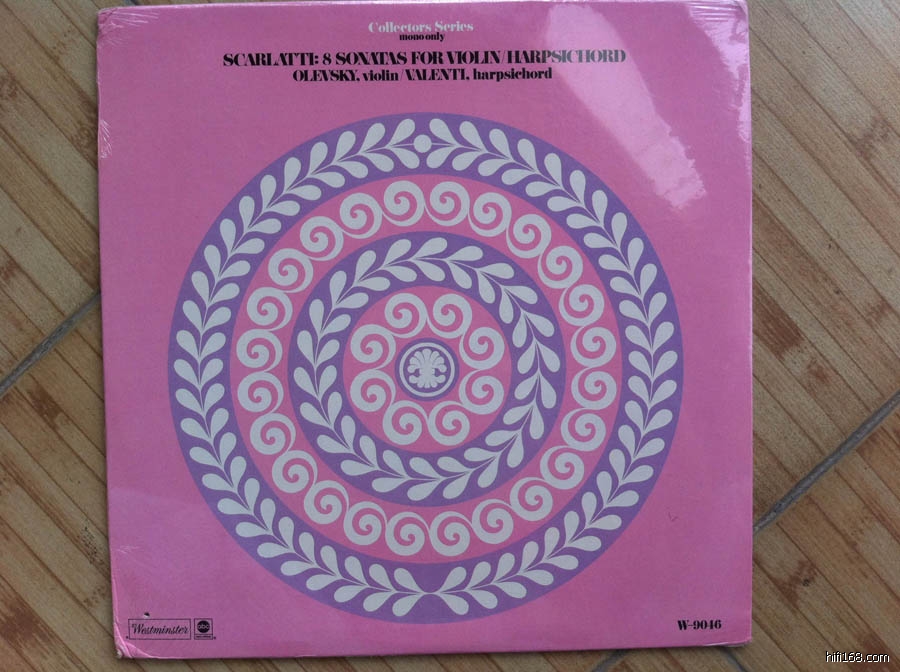 Collectors Series
mono only
SCARLATTI: 8 SONATAS FOR VIOLIN/HARPSICHORD
OLEVSKY, violin/VALENTI, harpsichord
Westminster
abc
W-9046
hifi168.com